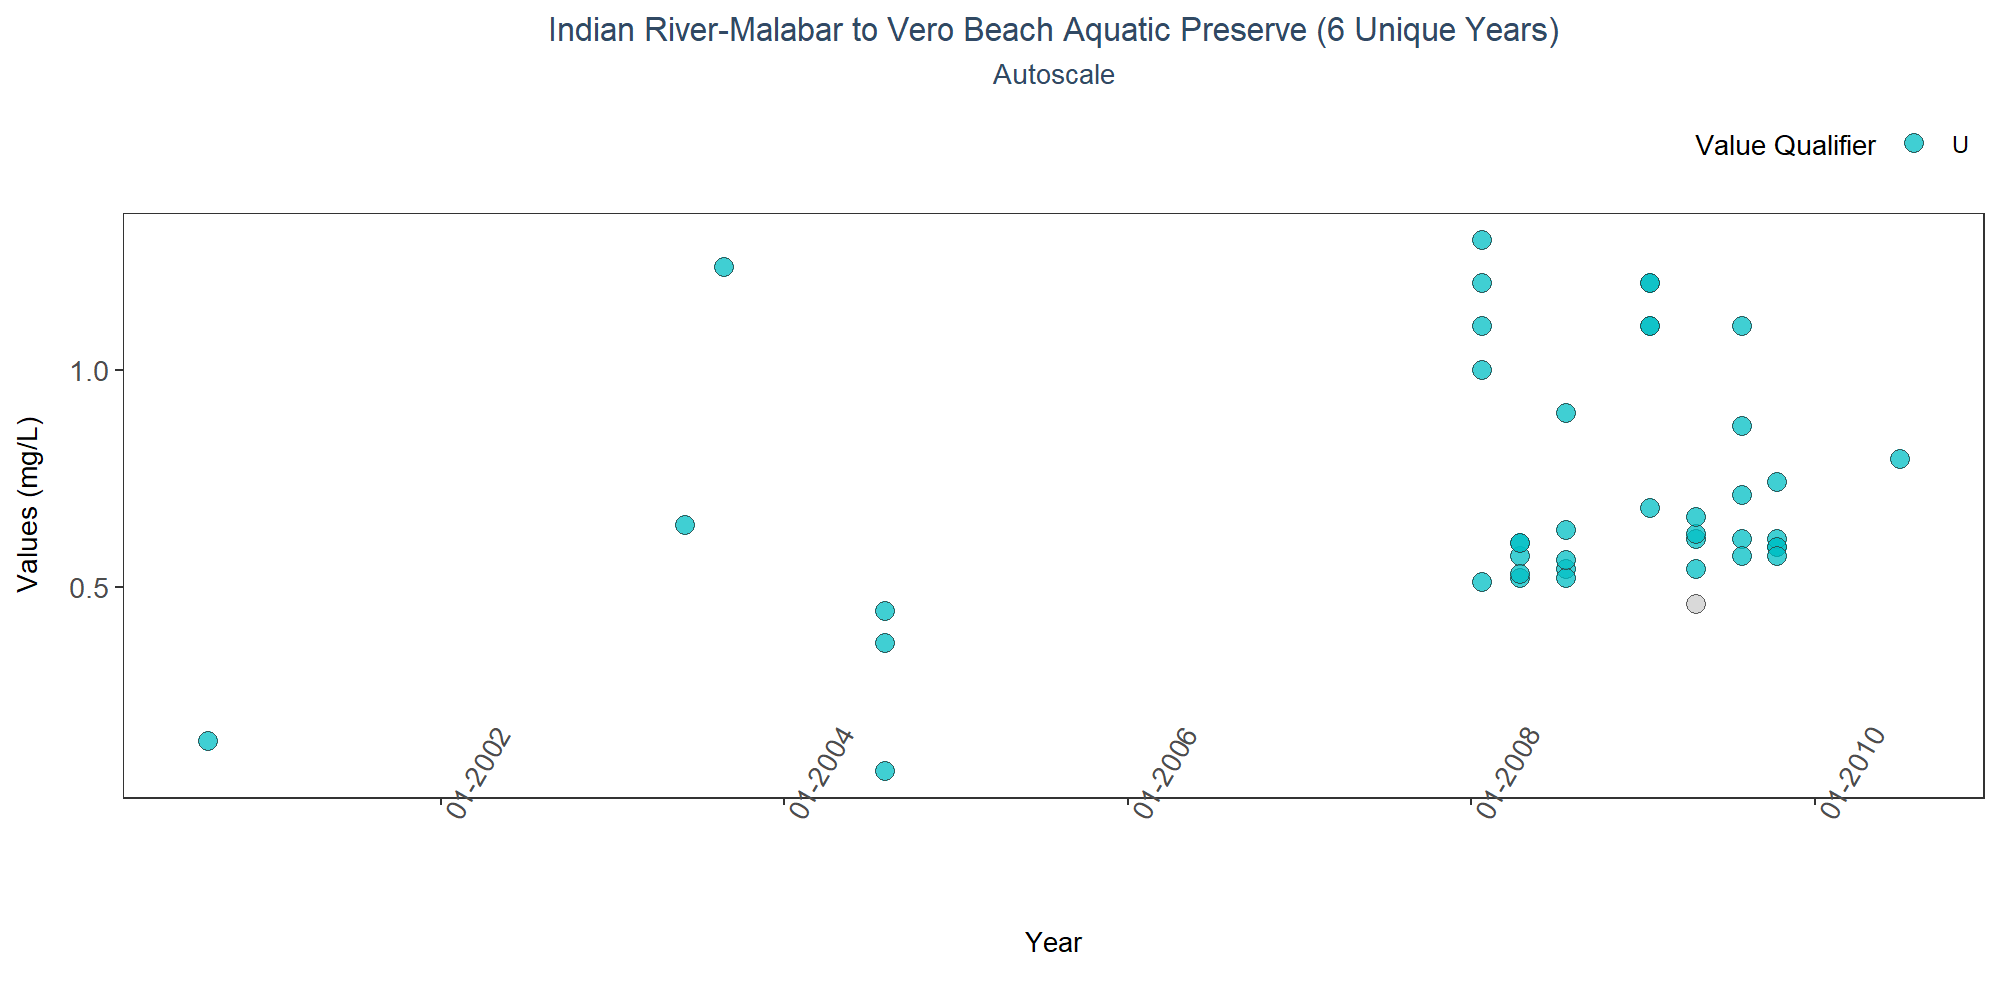 Indian River-Malabar to Vero Beach Aquatic Preserve (6 Unique Years)
Autoscale
Value Qualifier U
Values (mg/L)
1.0
0.5
01-2002 01-2004 01-2006 01-2008 01-2010
Year